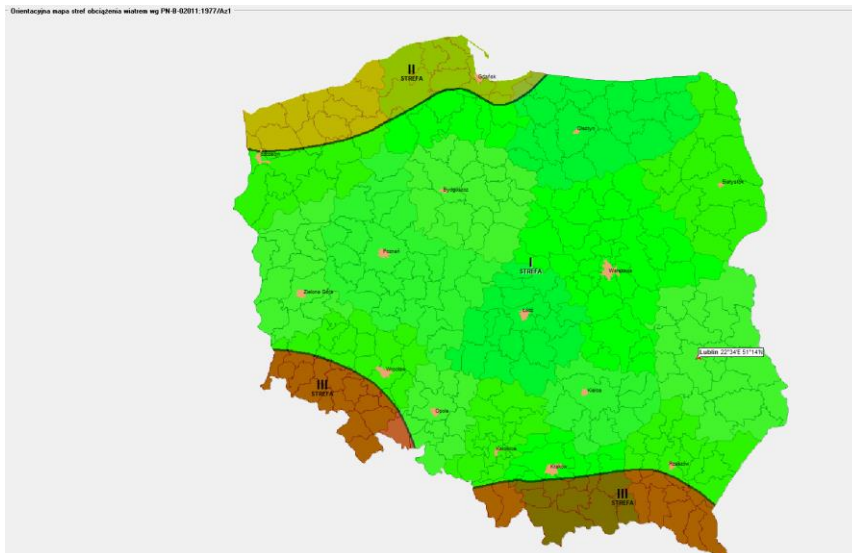 Orientacyjna mapa stref obciążenia wiatrem wg PN-B-02011:1977/Az1
II
STREFA
Gdańsk
Olsztyn
Szczecin
Białystok
Bydgoszcz
Poznań
I
STREFA
Warszawa
Zielona Góra
Łódź
Lublin 22°34'E 51°14'N
Wrocław
III
STREFA
Kielce
Opole
Katowice
Kraków
Rzeszów
III
STREFA